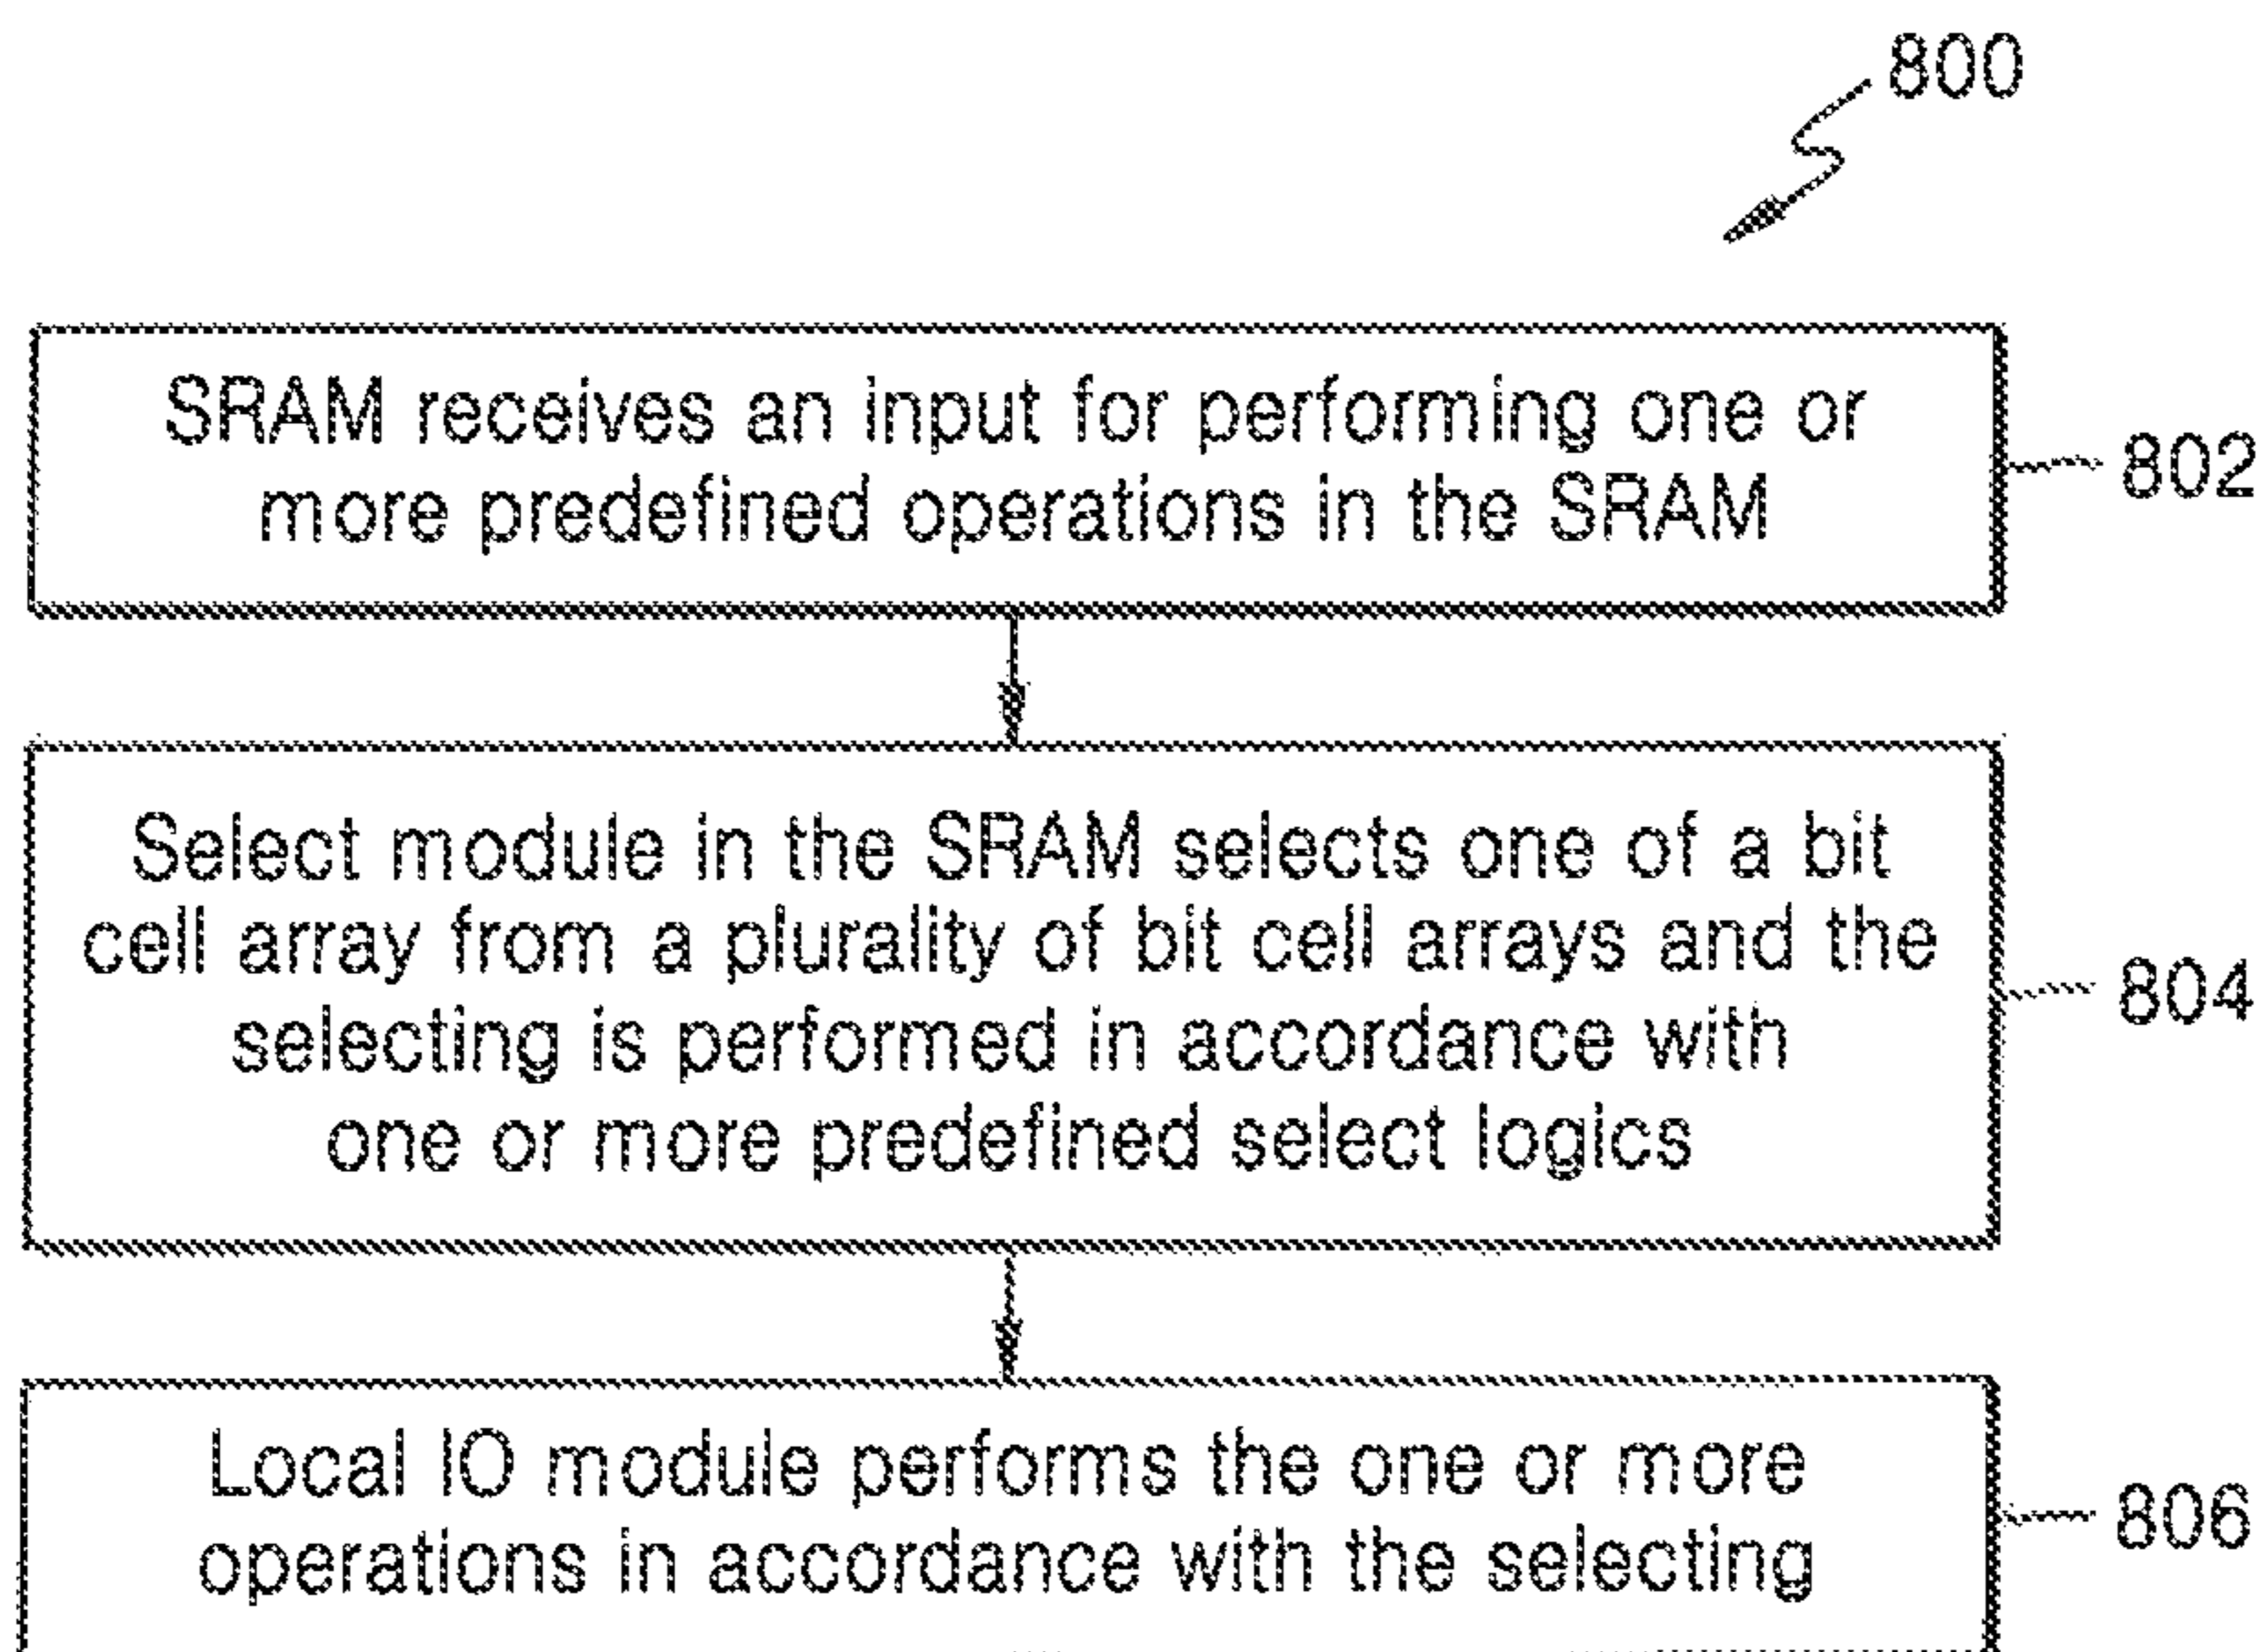 800
SRAM receives an input for performing one or
more predefined operations in the SRAM
802
Select module in the SRAM selects one of a bit
cell array from a plurality of bit cell arrays and the
selecting is performed in accordance with
one or more predefined select logics
804
Local IO module performs the one or more
operations in accordance with the selecting
806